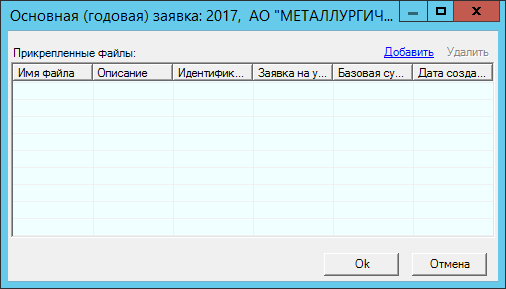 Основная (годовая) заявка: 2017, АО "МЕТАЛЛУРГИЧ...
Прикрепленные файлы: Добавить Удалить
Имя файла Описание Идентифик... Заявка на у... Базовая су... Дата созда...
Ok Отмена